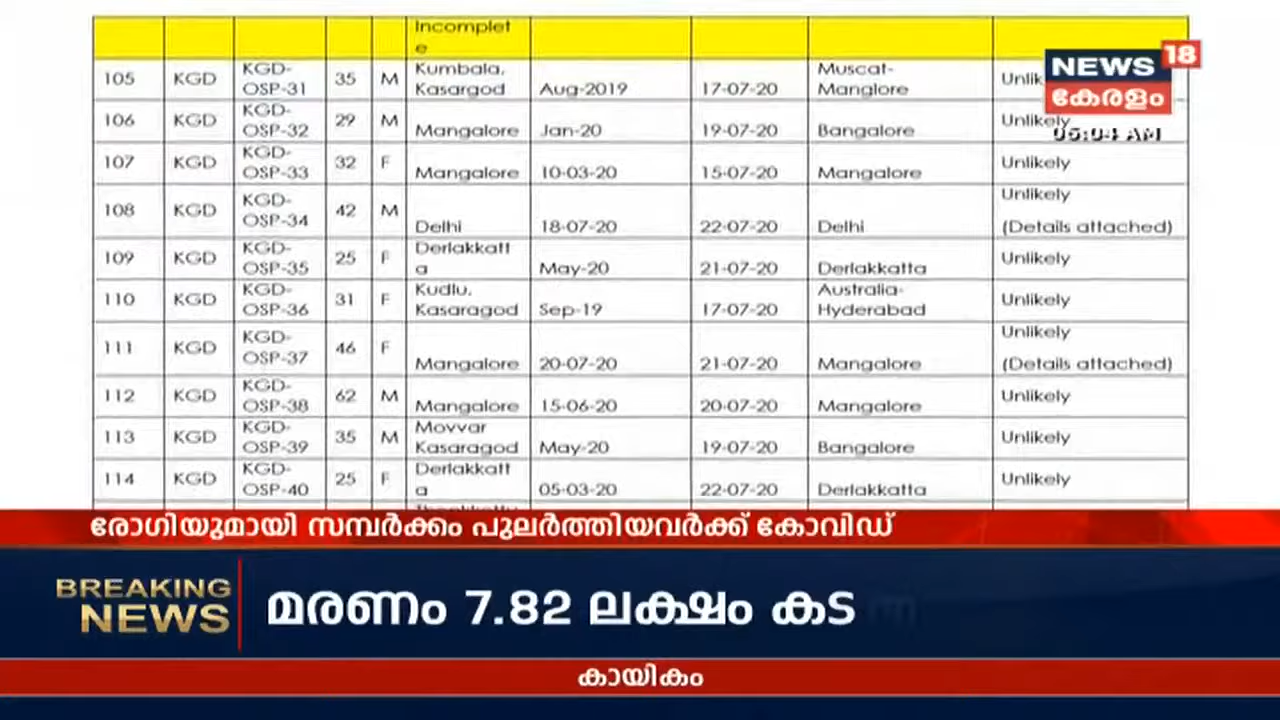 Incomplet
e
105 KGD KGD- 35 M Kumbala, Aug-2019 17-07-20 Muscat-
OSP-31 Kasargod Manglore
106 KGD KGD- 29 M Mangalore Jan-20 19-07-20 Bangalore Unlikely
OSP-32
107 KGD KGD- 32 F Mangalore 10-03-20 15-07-20 Mangalore Unlikely
OSP-33
108 KGD KGD- 42 M Delhi 18-07-20 22-07-20 Delhi Unlikely
OSP-34 (Details attached)
109 KGD KGD- 25 F Derlakkatt May-20 21-07-20 Derlakkatta Unlikely
OSP-35 a
110 KGD KGD- 31 F Kudlu, Sep-19 17-07-20 Australia- Unlikely
OSP-36 Kasaragod Hyderabad
111 KGD KGD- 46 F Mangalore 20-07-20 21-07-20 Mangalore Unlikely
OSP-37 (Details attached)
112 KGD KGD- 62 M Mangalore 15-06-20 20-07-20 Mangalore Unlikely
OSP-38
113 KGD KGD- 35 M Movvar May-20 19-07-20 Bangalore Unlikely
OSP-39 Kasaragod
114 KGD KGD- 25 F Derlakkatt 05-03-20 22-07-20 Derlakkatta Unlikely
OSP-40 a
NEWS 18
കേരളം
06:04 AM
രോഗിയുമായി സമ്പർക്കം പുലർത്തിയവർക്ക് കോവിഡ്
BREAKING
NEWS
മരണം 7.82 ലക്ഷം കട
കായികം